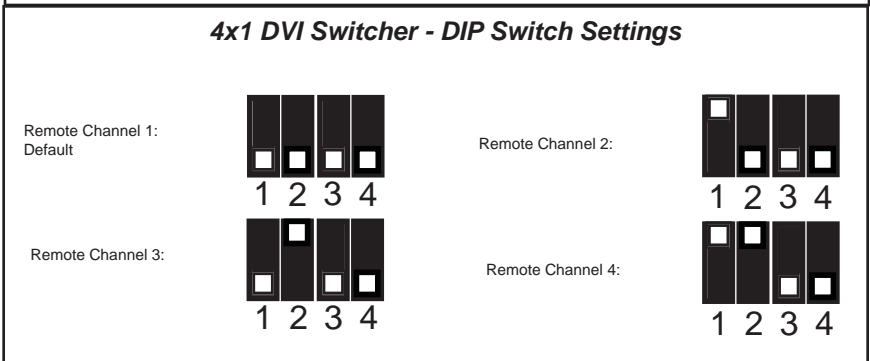 4x1 DVI Switcher - DIP Switch Settings
Remote Channel 1:
Default
1 2 3 4
Remote Channel 2:
1 2 3 4
Remote Channel 3:
1 2 3 4
Remote Channel 4:
1 2 3 4